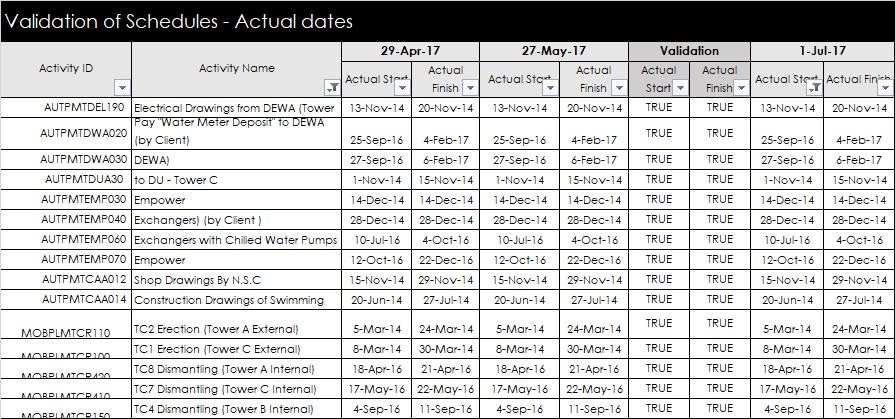 Validation of Schedules - Actual dates
29-Apr-17 27-May-17 Validation 1-Jul-17
Activity ID Activity Name Actual Start Actual Finish Actual Start Actual Finish Actual Start Actual Finish Actual Start Actual Finish
AUTPMTDEL190 Electrical Drawings from DEWA (Tower 13-Nov-14 20-Nov-14 13-Nov-14 20-Nov-14 TRUE TRUE 13-Nov-14 20-Nov-14
Pay "Water Meter Deposit" to DEWA
AUTPMTDWA020 (by Client) 25-Sep-16 4-Feb-17 25-Sep-16 4-Feb-17 TRUE TRUE 25-Sep-16 4-Feb-17
AUTPMTDWA030 DEWA) 27-Sep-16 6-Feb-17 27-Sep-16 6-Feb-17 TRUE TRUE 27-Sep-16 6-Feb-17
AUTPMTDUA30 to DU - Tower C 1-Nov-14 15-Nov-14 1-Nov-14 15-Nov-14 TRUE TRUE 1-Nov-14 15-Nov-14
AUTPMTEMP030 Empower 14-Dec-14 14-Dec-14 14-Dec-14 14-Dec-14 TRUE TRUE 14-Dec-14 14-Dec-14
AUTPMTEMP040 Exchangers) (by Client ) 28-Dec-14 28-Dec-14 28-Dec-14 28-Dec-14 TRUE TRUE 28-Dec-14 28-Dec-14
AUTPMTEMP060 Exchangers with Chilled Water Pumps 10-Jul-16 4-Oct-16 10-Jul-16 4-Oct-16 TRUE TRUE 10-Jul-16 4-Oct-16
AUTPMTEMP070 Empower 12-Oct-16 22-Dec-16 12-Oct-16 22-Dec-16 TRUE TRUE 12-Oct-16 22-Dec-16
AUTPMTCAA012 Shop Drawings By N.S.C 15-Nov-14 29-Nov-14 15-Nov-14 29-Nov-14 TRUE TRUE 15-Nov-14 29-Nov-14
AUTPMTCAA014 Construction Drawings of Swimming 20-Jun-14 27-Jul-14 20-Jun-14 27-Jul-14 TRUE TRUE 20-Jun-14 27-Jul-14
MOBPLMTCR110 TC2 Erection (Tower A External) 5-Mar-14 24-Mar-14 5-Mar-14 24-Mar-14 TRUE TRUE 5-Mar-14 24-Mar-14
MOBPLMTCR100 TC1 Erection (Tower C External) 8-Mar-14 30-Mar-14 8-Mar-14 30-Mar-14 TRUE TRUE 8-Mar-14 30-Mar-14
MOBPLMTCR420 TC8 Dismantling (Tower A Internal) 18-Apr-16 21-Apr-16 18-Apr-16 21-Apr-16 TRUE TRUE 18-Apr-16 21-Apr-16
MOBPLMTCR410 TC7 Dismantling (Tower C Internal) 17-May-16 22-May-16 17-May-16 22-May-16 TRUE TRUE 17-May-16 22-May-16
MOBPLMTCR150 TC4 Dismantling (Tower B Internal) 4-Sep-16 11-Sep-16 4-Sep-16 11-Sep-16 TRUE TRUE 4-Sep-16 11-Sep-16